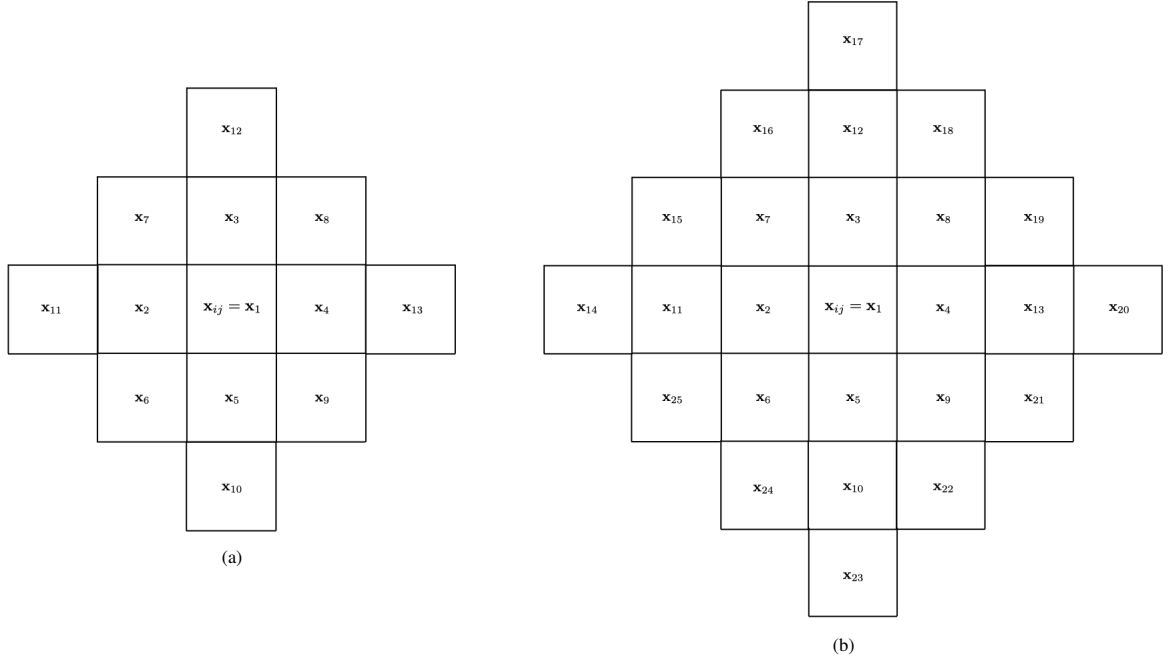 x12
x7 x3 x8
x11 x2 xij = x1 x4 x13
x6 x5 x9
x10
(a)
x17
x16 x12 x18
x15 x7 x3 x8 x19
x14 x11 x2 xij = x1 x4 x13 x20
x25 x6 x5 x9 x21
x24 x10 x22
x23
(b)